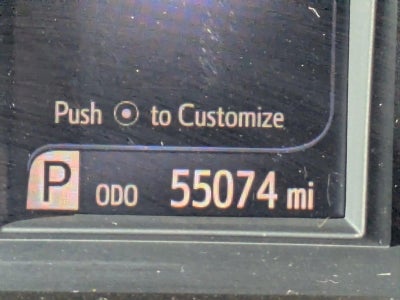 Push ⊙ to Customize
P ODO 55074 mi